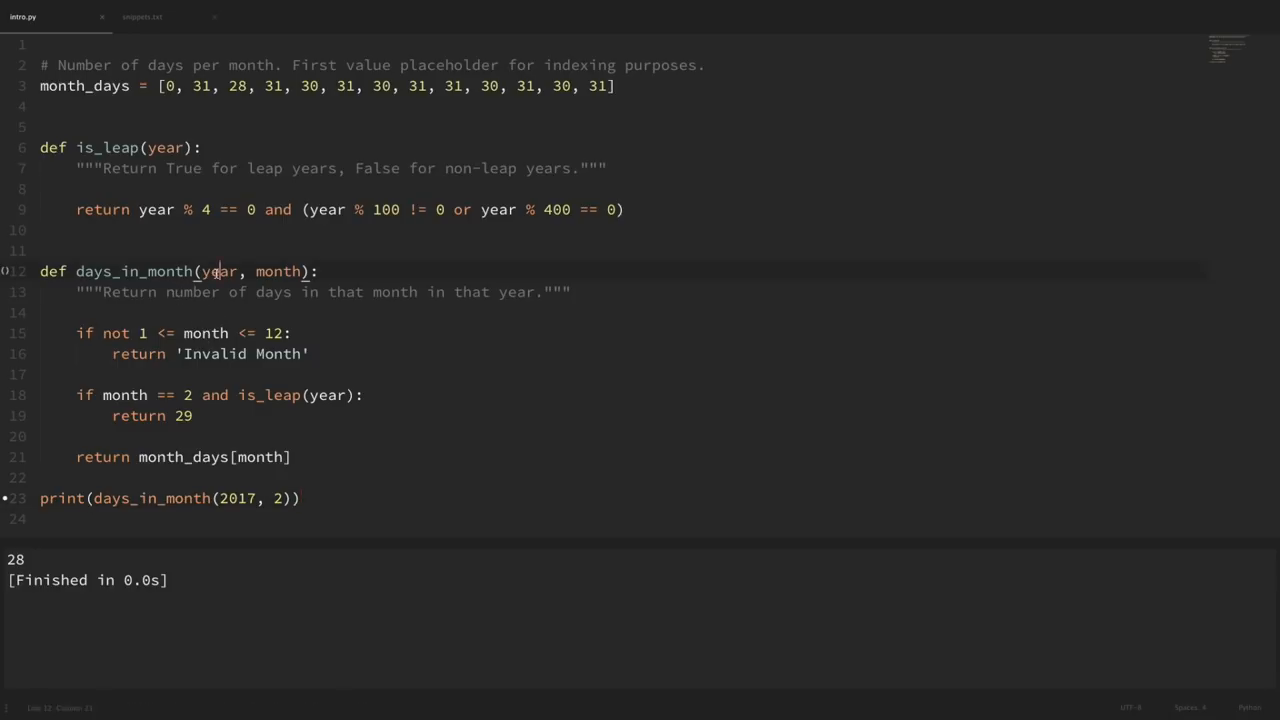 intro.py
snippets.txt
1
2 # Number of days per month. First value placeholder for indexing purposes.
3 month_days = [0, 31, 28, 31, 30, 31, 30, 31, 31, 30, 31, 30, 31]
4
5
6 def is_leap(year):
7 """Return True for leap years, False for non-leap years."""
8
9 return year % 4 == 0 and (year % 100 != 0 or year % 400 == 0)
10
11
12 def days_in_month(year, month):
13 """Return number of days in that month in that year."""
14
15 if not 1 <= month <= 12:
16 return 'Invalid Month'
17
18 if month == 2 and is_leap(year):
19 return 29
20
21 return month_days[month]
22
23 print(days_in_month(2017, 2))
24
28
[Finished in 0.0s]
Line 12, Column 21
UTF-8
Spaces: 4
Python